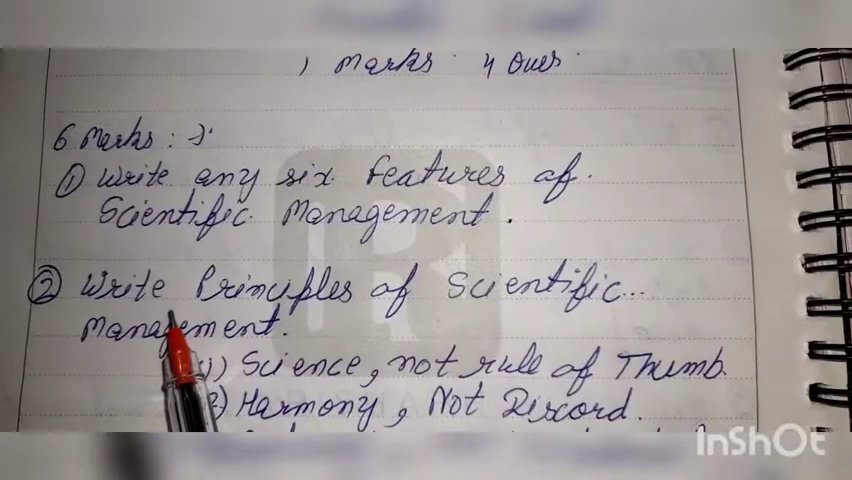 ) Marks 4 Ques.
6 Marks :
① Write any six features of
Scientific Management.
② Write Principles of Scientific...
Management.
1) Science, not rule of Thumb.
2) Harmony, Not Discord.
InShOt